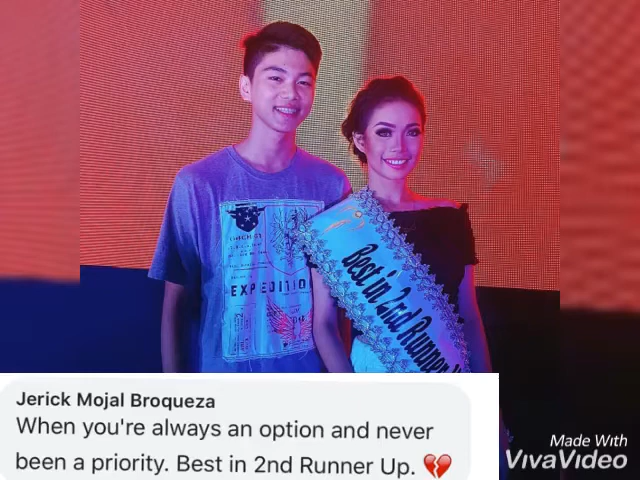 EXPEDITION
Best in 2nd Runner
Jerick Mojal Broqueza
When you're always an option and never
been a priority. Best in 2nd Runner Up. 💔
Made With
VivaVideo